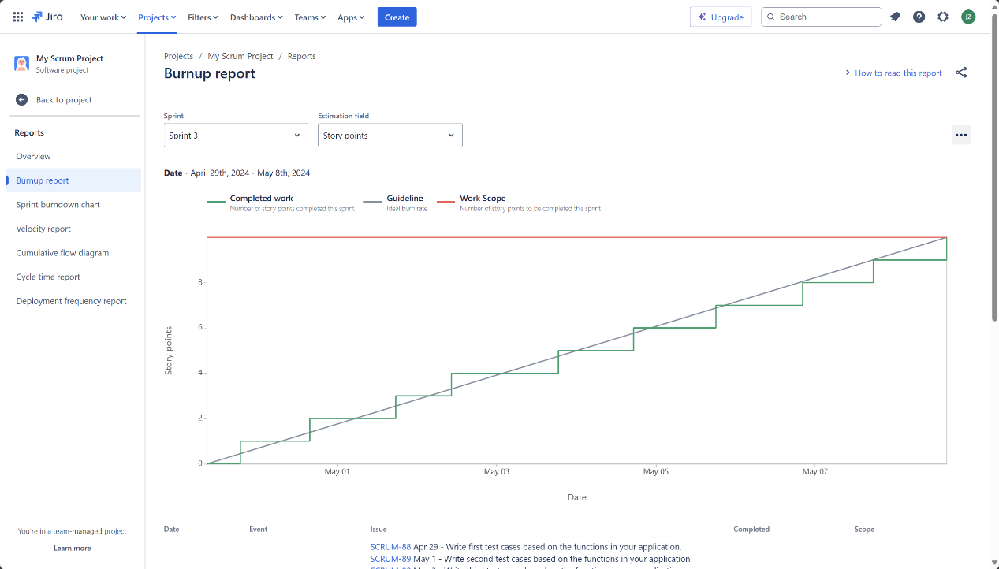 Jira Your work Projects Filters Dashboards Teams Apps Create Upgrade Search JZ
My Scrum Project
Software project
Back to project
Reports
Overview
Burnup report
Sprint burndown chart
Velocity report
Cumulative flow diagram
Cycle time report
Deployment frequency report
You're in a team-managed project
Learn more
Projects / My Scrum Project / Reports
Burnup report
How to read this report
Sprint Estimation field
Sprint 3 Story points
Date - April 29th, 2024 - May 8th, 2024
Completed work Guideline Work Scope
Number of story points completed this sprint Ideal burn rate Number of story points to be completed this sprint
8
6
4
2
0
Story points
May 01 May 03 May 05 May 07
Date
Date Event Issue Completed Scope
SCRUM-88 Apr 29 - Write first test cases based on the functions in your application.
SCRUM-89 May 1 - Write second test cases based on the functions in your application.